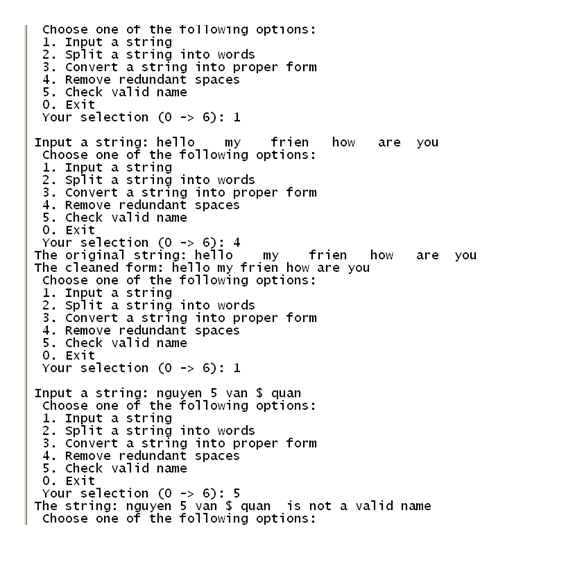 Choose one of the following options:
1. Input a string
2. Split a string into words
3. Convert a string into proper form
4. Remove redundant spaces
5. Check valid name
0. Exit
Your selection (0 -> 6): 1

Input a string: hello    my    frien   how   are  you
Choose one of the following options:
1. Input a string
2. Split a string into words
3. Convert a string into proper form
4. Remove redundant spaces
5. Check valid name
0. Exit
Your selection (0 -> 6): 4
The original string: hello    my    frien   how   are  you
The cleaned form: hello my frien how are you
Choose one of the following options:
1. Input a string
2. Split a string into words
3. Convert a string into proper form
4. Remove redundant spaces
5. Check valid name
0. Exit
Your selection (0 -> 6): 1

Input a string: nguyen 5 van $ quan
Choose one of the following options:
1. Input a string
2. Split a string into words
3. Convert a string into proper form
4. Remove redundant spaces
5. Check valid name
0. Exit
Your selection (0 -> 6): 5
The string: nguyen 5 van $ quan  is not a valid name
Choose one of the following options: